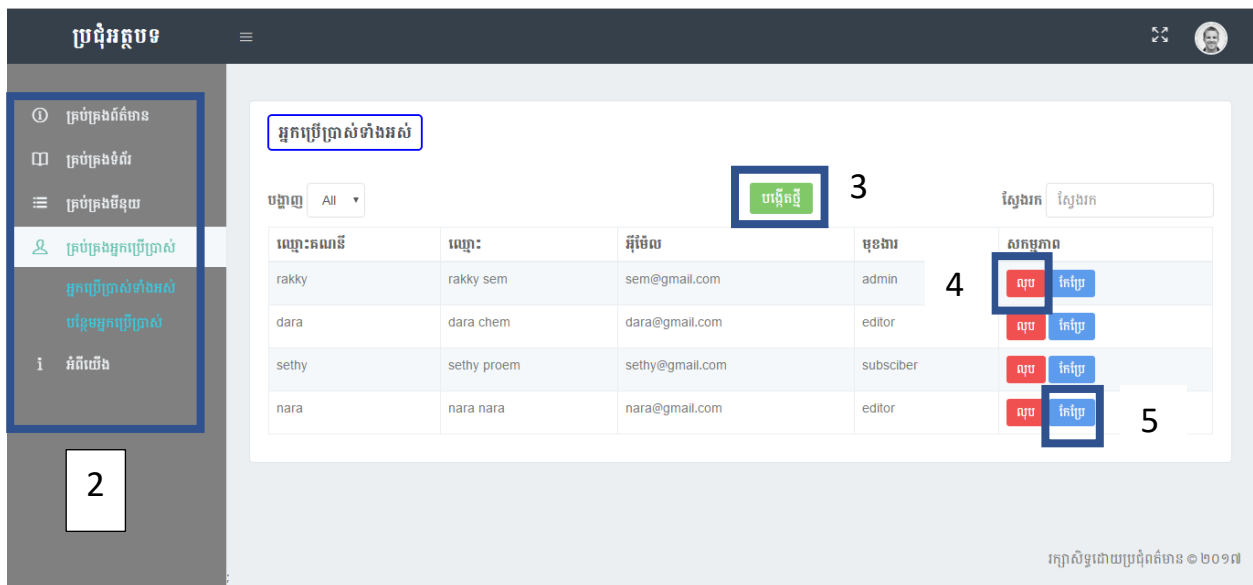 ប្រជុំអត្ថបទ
គ្រប់គ្រងព័ត៌មាន
គ្រប់គ្រងទំព័រ
គ្រប់គ្រងមីនុយ
គ្រប់គ្រងអ្នកប្រើប្រាស់
អ្នកប្រើប្រាស់ទាំងអស់
បន្ថែមអ្នកប្រើប្រាស់
អំពីយើង
2
អ្នកប្រើប្រាស់ទាំងអស់
បង្ហាញ All បង្កើតថ្មី 3 ស្វែងរក ស្វែងរក
ឈ្មោះគណនី ឈ្មោះ អ៊ីម៉ែល មុខងារ សកម្មភាព
rakky rakky sem sem@gmail.com admin 4 លុប កែប្រែ
dara dara chem dara@gmail.com editor លុប កែប្រែ
sethy sethy proem sethy@gmail.com subsciber លុប កែប្រែ
nara nara nara nara@gmail.com editor លុប កែប្រែ 5
រក្សាសិទ្ធដោយប្រជុំពត៌មាន © ២០១៧